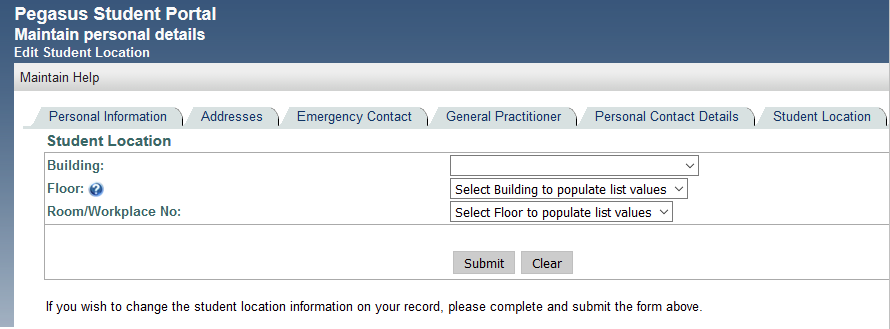 Pegasus Student Portal
Maintain personal details
Edit Student Location
Maintain Help
Personal Information Addresses Emergency Contact General Practitioner Personal Contact Details Student Location
Student Location
Building:
Floor: ? Select Building to populate list values
Room/Workplace No: Select Floor to populate list values
Submit Clear
If you wish to change the student location information on your record, please complete and submit the form above.